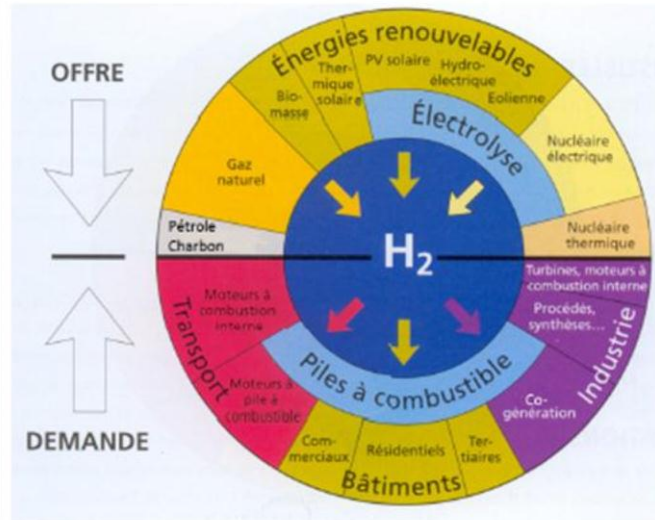 OFFRE
Énergies renouvelables
Bio-
masse
Ther-
mique
solaire
PV solaire
Hydro-
électrique
Eolienne
Électrolyse
Nucléaire
électrique
Nucléaire
thermique
Gaz
naturel
Pétrole
Charbon
H2
DEMANDE
Transport
Moteurs à
combustion
interne
Moteurs à
pile à
combustible
Piles à combustible
Bâtiments
Com-
merciaux
Résidentiels
Ter-
tiaires
Industrie
Turbines, moteurs à
combustion interne
Procédés,
synthèses...
Co-
génération